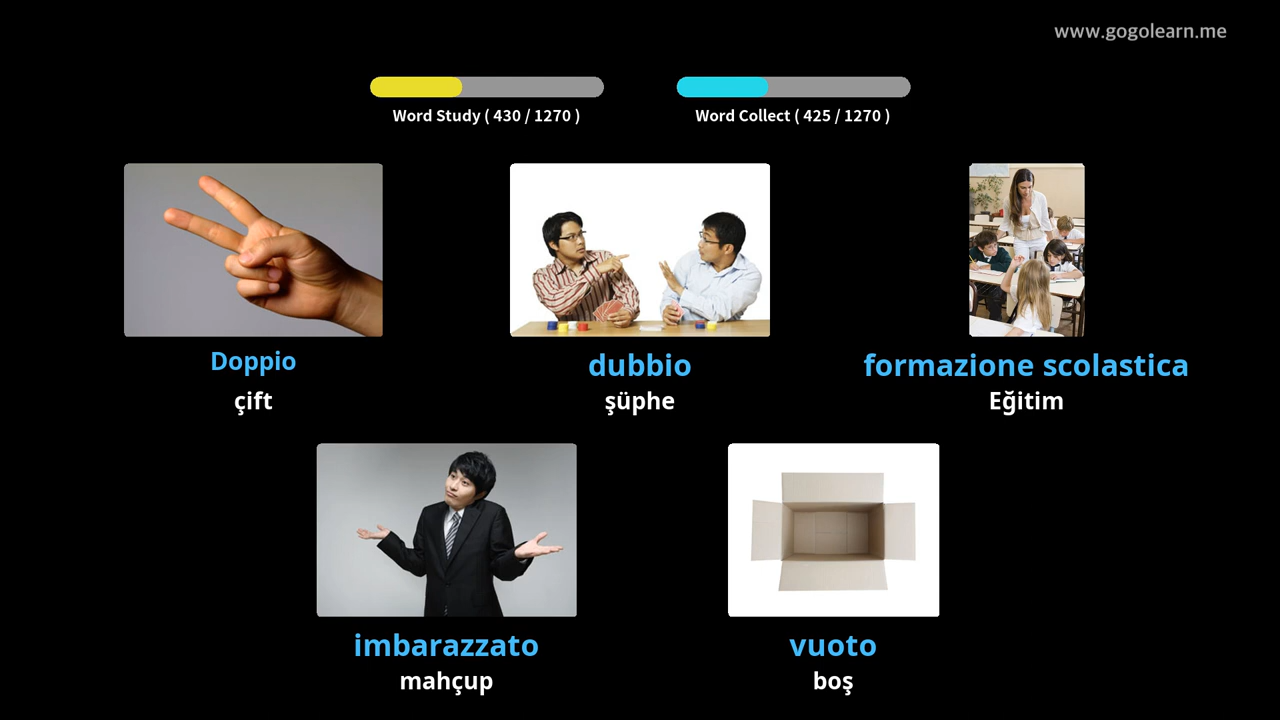 www.gogolearn.me
Word Study ( 430 / 1270 )
Word Collect ( 425 / 1270 )
Doppio
çift
dubbio
şüphe
formazione scolastica
Eğitim
imbarazzato
mahçup
vuoto
boş